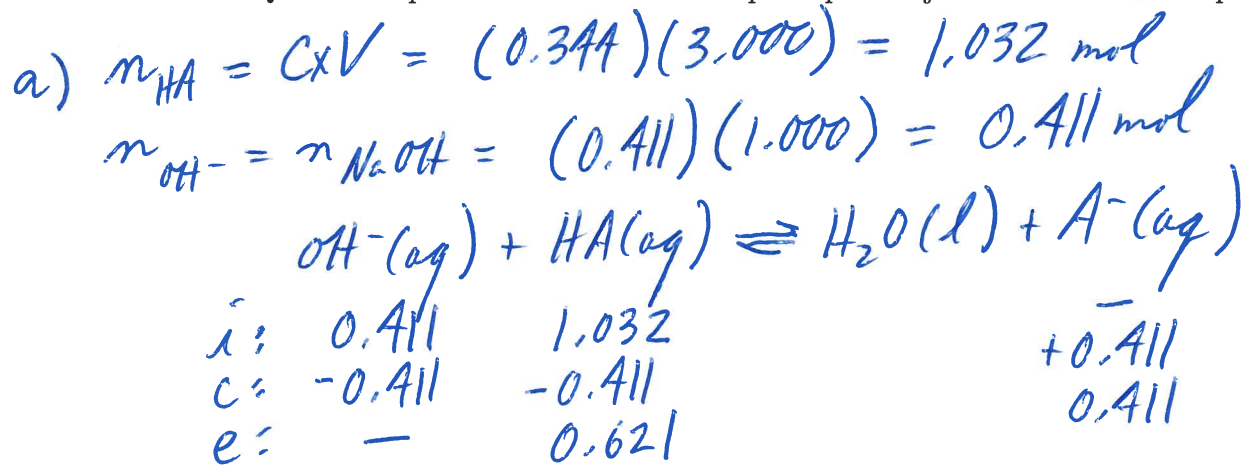 a) n_HA = CxV = (0.344)(3.000) = 1.032 mol
n_OH- = n_NaOH = (0.411)(1.000) = 0.411 mol
OH⁻(aq) + HA(aq) ⇌ H₂O(l) + A⁻(aq)
i: 0.411 1.032 —
c: -0.411 -0.411 +0.411
e: — 0.621 0.411